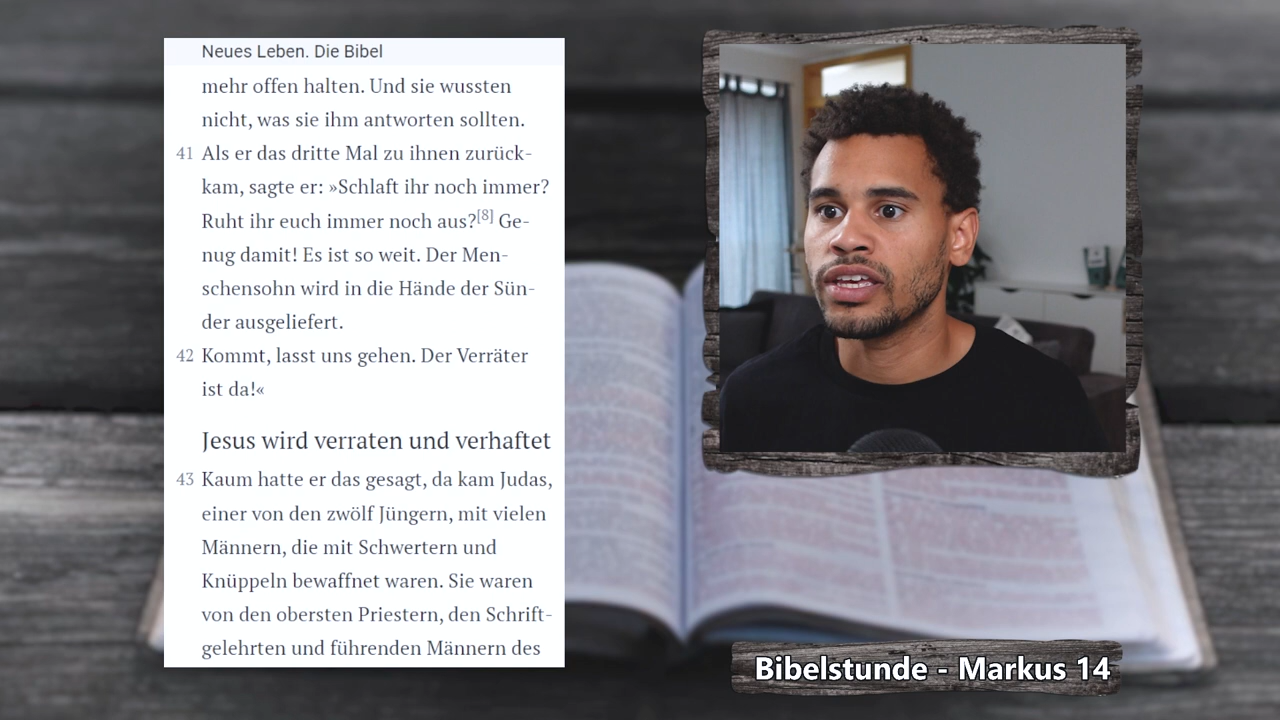 Neues Leben. Die Bibel
mehr offen halten. Und sie wussten
nicht, was sie ihm antworten sollten.
41 Als er das dritte Mal zu ihnen zurück-
kam, sagte er: »Schlaft ihr noch immer?
Ruht ihr euch immer noch aus?[8] Ge-
nug damit! Es ist so weit. Der Men-
schensohn wird in die Hände der Sün-
der ausgeliefert.
42 Kommt, lasst uns gehen. Der Verräter
ist da!«
Jesus wird verraten und verhaftet
43 Kaum hatte er das gesagt, da kam Judas,
einer von den zwölf Jüngern, mit vielen
Männern, die mit Schwertern und
Knüppeln bewaffnet waren. Sie waren
von den obersten Priestern, den Schrift-
gelehrten und führenden Männern des
Bibelstunde - Markus 14